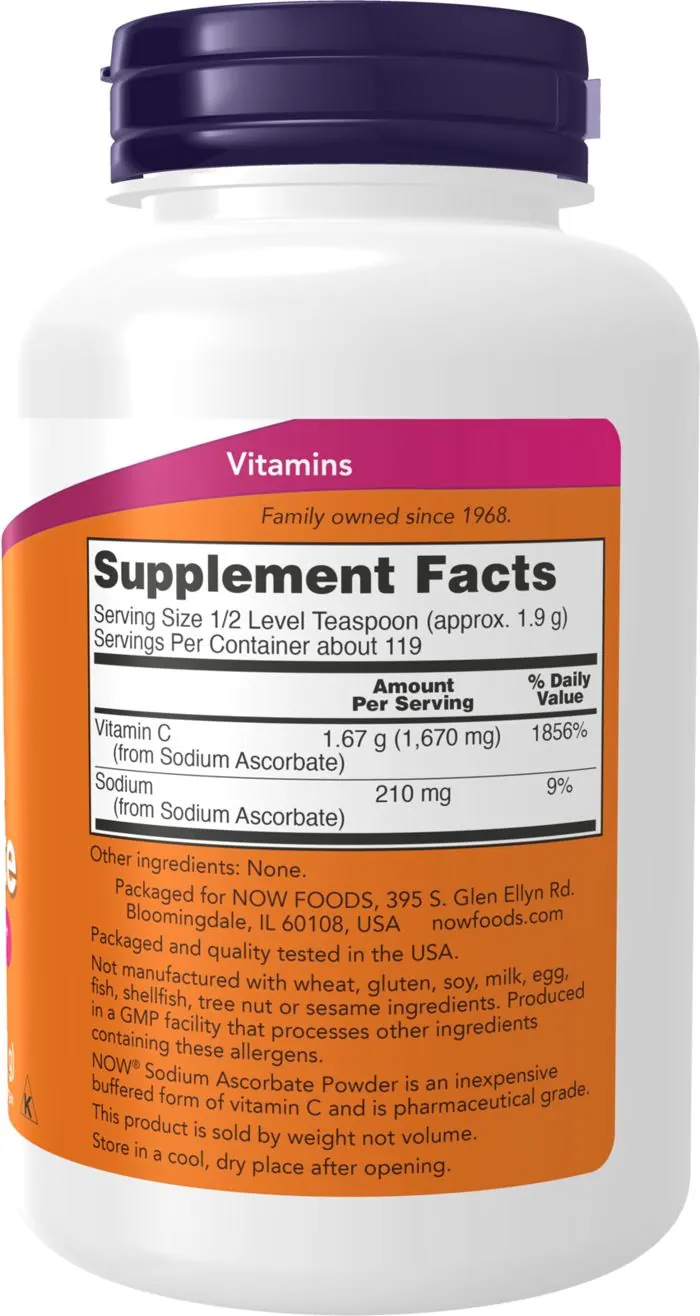 Vitamins
Family owned since 1968.
Supplement Facts
Serving Size 1/2 Level Teaspoon (approx. 1.9 g)
Servings Per Container about 119
Amount Per Serving
% Daily Value
Vitamin C 1.67 g (1,670 mg) 1856%
(from Sodium Ascorbate)
Sodium 210 mg 9%
(from Sodium Ascorbate)
Other ingredients: None.
Packaged for NOW FOODS, 395 S. Glen Ellyn Rd.
Bloomingdale, IL 60108, USA nowfoods.com
Packaged and quality tested in the USA.
Not manufactured with wheat, gluten, soy, milk, egg,
fish, shellfish, tree nut or sesame ingredients. Produced
in a GMP facility that processes other ingredients
containing these allergens.
NOW® Sodium Ascorbate Powder is an inexpensive
buffered form of vitamin C and is pharmaceutical grade.
This product is sold by weight not volume.
Store in a cool, dry place after opening.
K